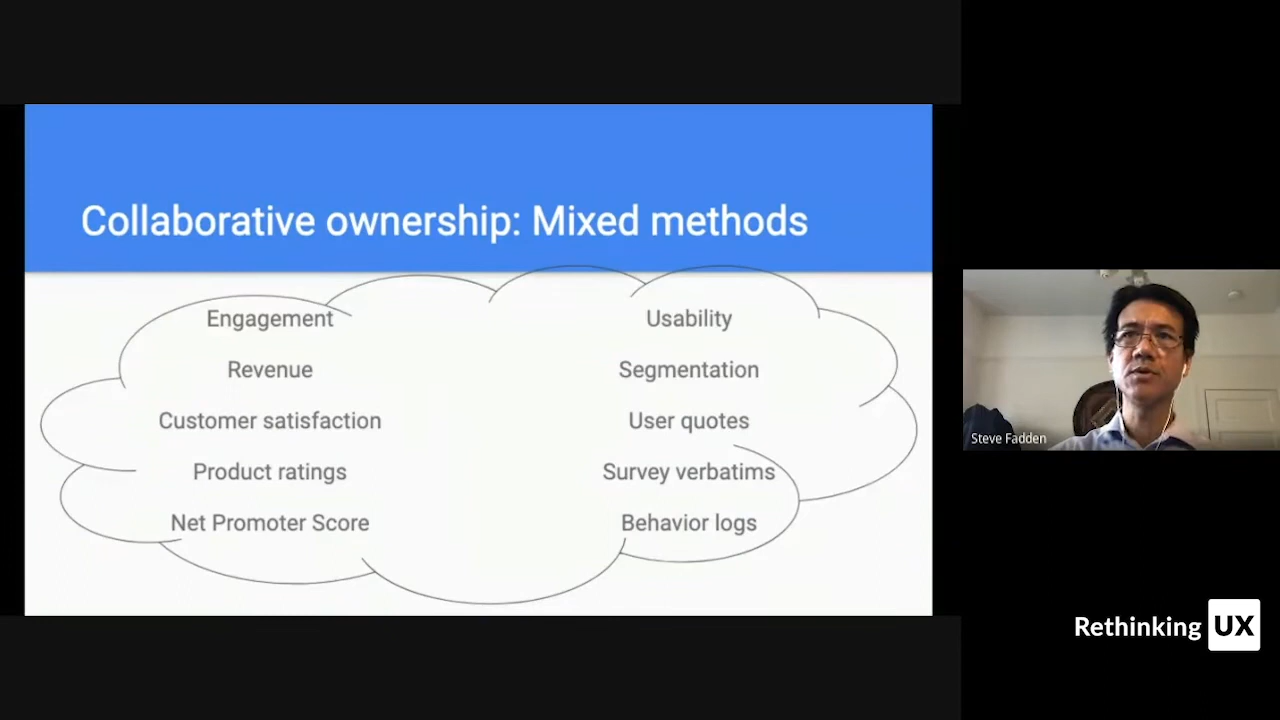 Collaborative ownership: Mixed methods
Engagement
Revenue
Customer satisfaction
Product ratings
Net Promoter Score
Usability
Segmentation
User quotes
Survey verbatims
Behavior logs
Steve Fadden
Rethinking UX